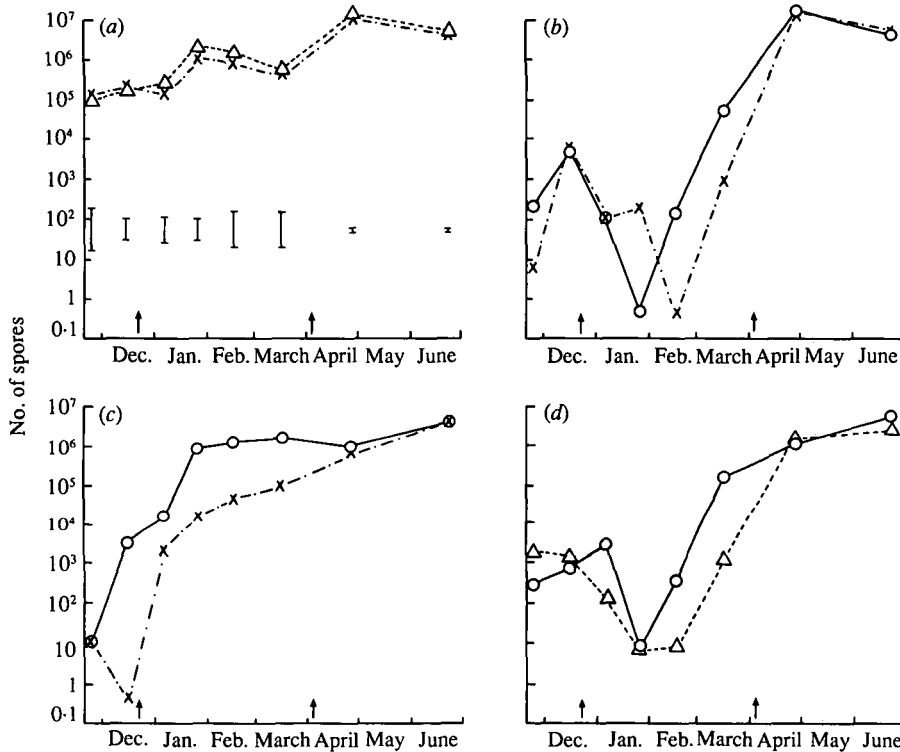 No. of spores
(a)
10⁷
10⁶
10⁵
10⁴
10³
10²
10
1
0·1
Dec. Jan. Feb. March April May June
(b)
Dec. Jan. Feb. March April May June
(c)
10⁷
10⁶
10⁵
10⁴
10³
10²
10
1
0·1
Dec. Jan. Feb. March April May June
(d)
Dec. Jan. Feb. March April May June